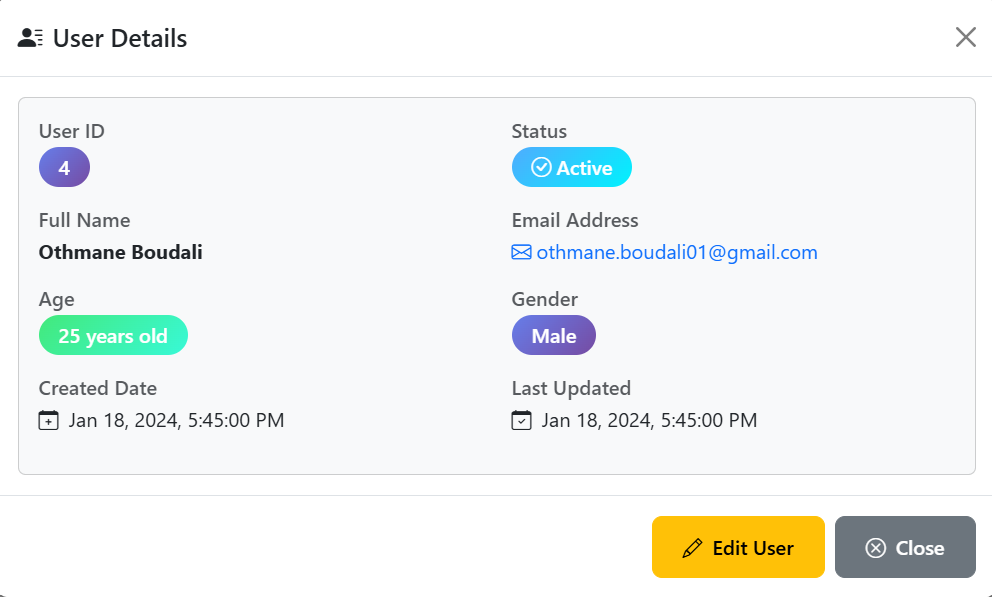 User Details
User ID
Status
4
Active
Full Name
Email Address
Othmane Boudali
othmane.boudali01@gmail.com
Age
Gender
25 years old
Male
Created Date
Last Updated
Jan 18, 2024, 5:45:00 PM
Jan 18, 2024, 5:45:00 PM
Edit User
Close